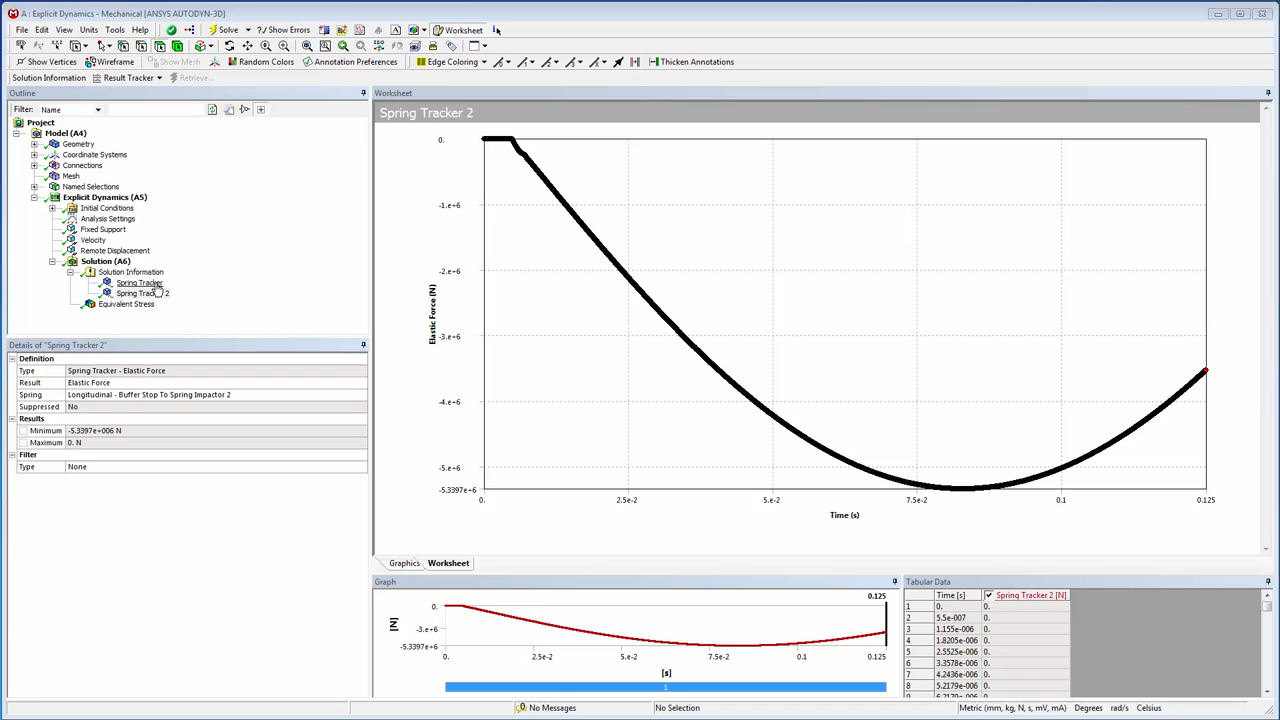 A : Explicit Dynamics - Mechanical [ANSYS AUTODYN-3D]
File Edit View Units Tools Help Solve ?/ Show Errors Worksheet
Show Vertices Wireframe Show Mesh Random Colors Annotation Preferences Edge Coloring Thicken Annotations
Solution Information Result Tracker Retrieve...
Outline
Filter: Name
Project
Model (A4)
Geometry
Coordinate Systems
Connections
Mesh
Named Selections
Explicit Dynamics (A5)
Initial Conditions
Analysis Settings
Fixed Support
Velocity
Remote Displacement
Solution (A6)
Solution Information
Spring Tracker
Spring Tracker 2
Equivalent Stress
Details of "Spring Tracker 2"
Definition
Type Spring Tracker - Elastic Force
Result Elastic Force
Spring Longitudinal - Buffer Stop To Spring Impactor 2
Suppressed No
Results
Minimum -5.3397e+006 N
Maximum 0. N
Filter
Type None
Worksheet
Spring Tracker 2
0.
-1.e+6
-2.e+6
-3.e+6
-4.e+6
-5.e+6
-5.3397e+6
Elastic Force (N)
0. 2.5e-2 5.e-2 7.5e-2 0.1 0.125
Time (s)
Graphics Worksheet
Graph
0.125
0.
-3.e+6
-5.3397e+6
[N]
0. 2.5e-2 5.e-2 7.5e-2 0.1 0.125
[s]
1
Tabular Data
Time [s] Spring Tracker 2 [N]
1 0. 0.
2 5.5e-007 0.
3 1.155e-006 0.
4 1.8205e-006 0.
5 2.5525e-006 0.
6 3.3578e-006 0.
7 4.2436e-006 0.
8 5.2179e-006 0.
No Messages No Selection Metric (mm, kg, N, s, mV, mA) Degrees rad/s Celsius